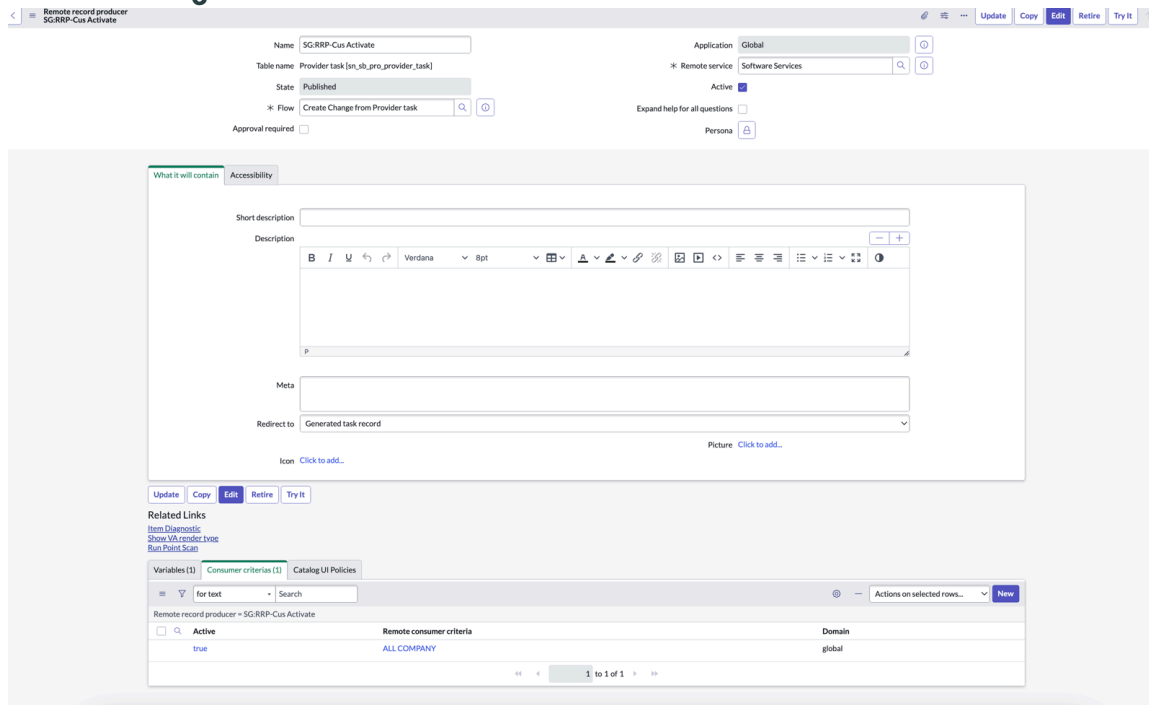 Remote record producer
SG:RRP-Cus Activate
Update Copy Edit Retire Try It
Name SG:RRP-Cus Activate
Application Global
Table name Provider task [sn_sb_pro_provider_task]
* Remote service Software Services
State Published
Active
* Flow Create Change from Provider task
Expand help for all questions
Approval required
Persona
What it will contain Accessibility
Short description
Description
B I U Verdana 8pt A
P
Meta
Redirect to Generated task record
Picture Click to add...
Icon Click to add...
Update Copy Edit Retire Try It
Related Links
Item Diagnostic
Show VA render type
Run Point Scan
Variables (1) Consumer criterias (1) Catalog UI Policies
for text Search Actions on selected rows... New
Remote record producer = SG:RRP-Cus Activate
Active Remote consumer criteria Domain
true ALL COMPANY global
1 to 1 of 1